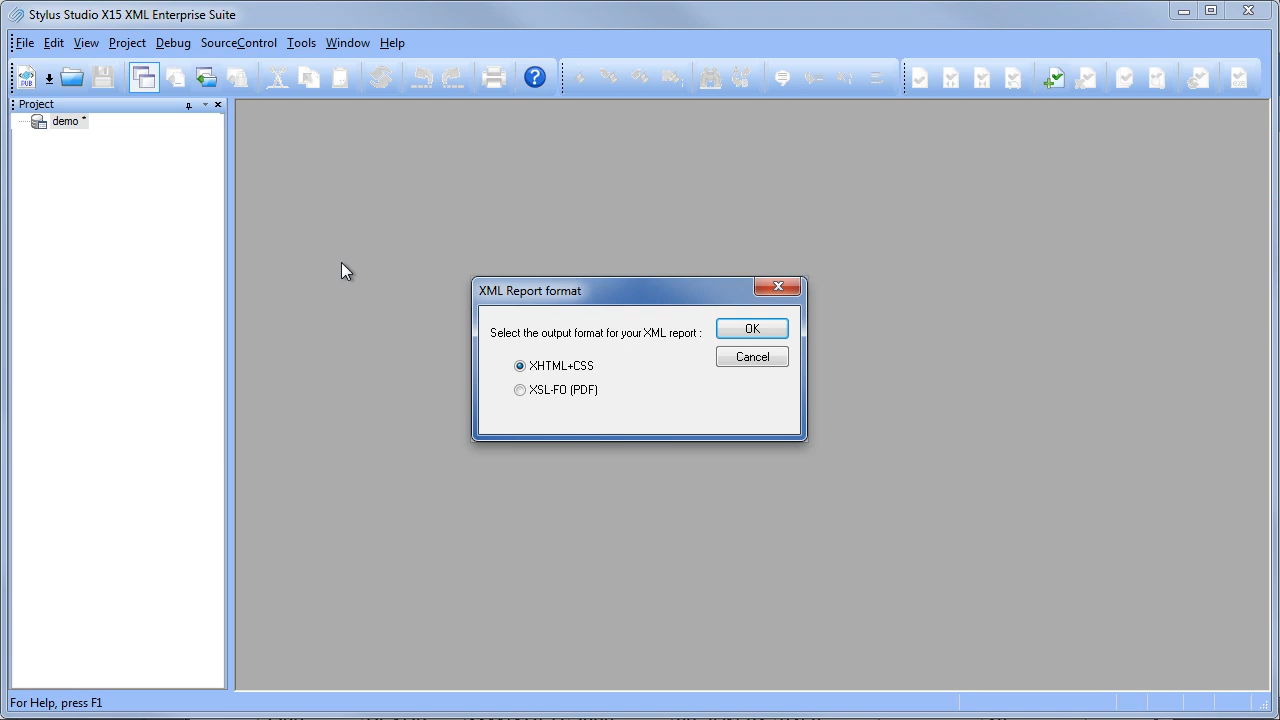 Stylus Studio X15 XML Enterprise Suite
File Edit View Project Debug SourceControl Tools Window Help
PUB
Project
demo *
XML Report format
Select the output format for your XML report :
OK
Cancel
XHTML+CSS
XSL-FO (PDF)
For Help, press F1